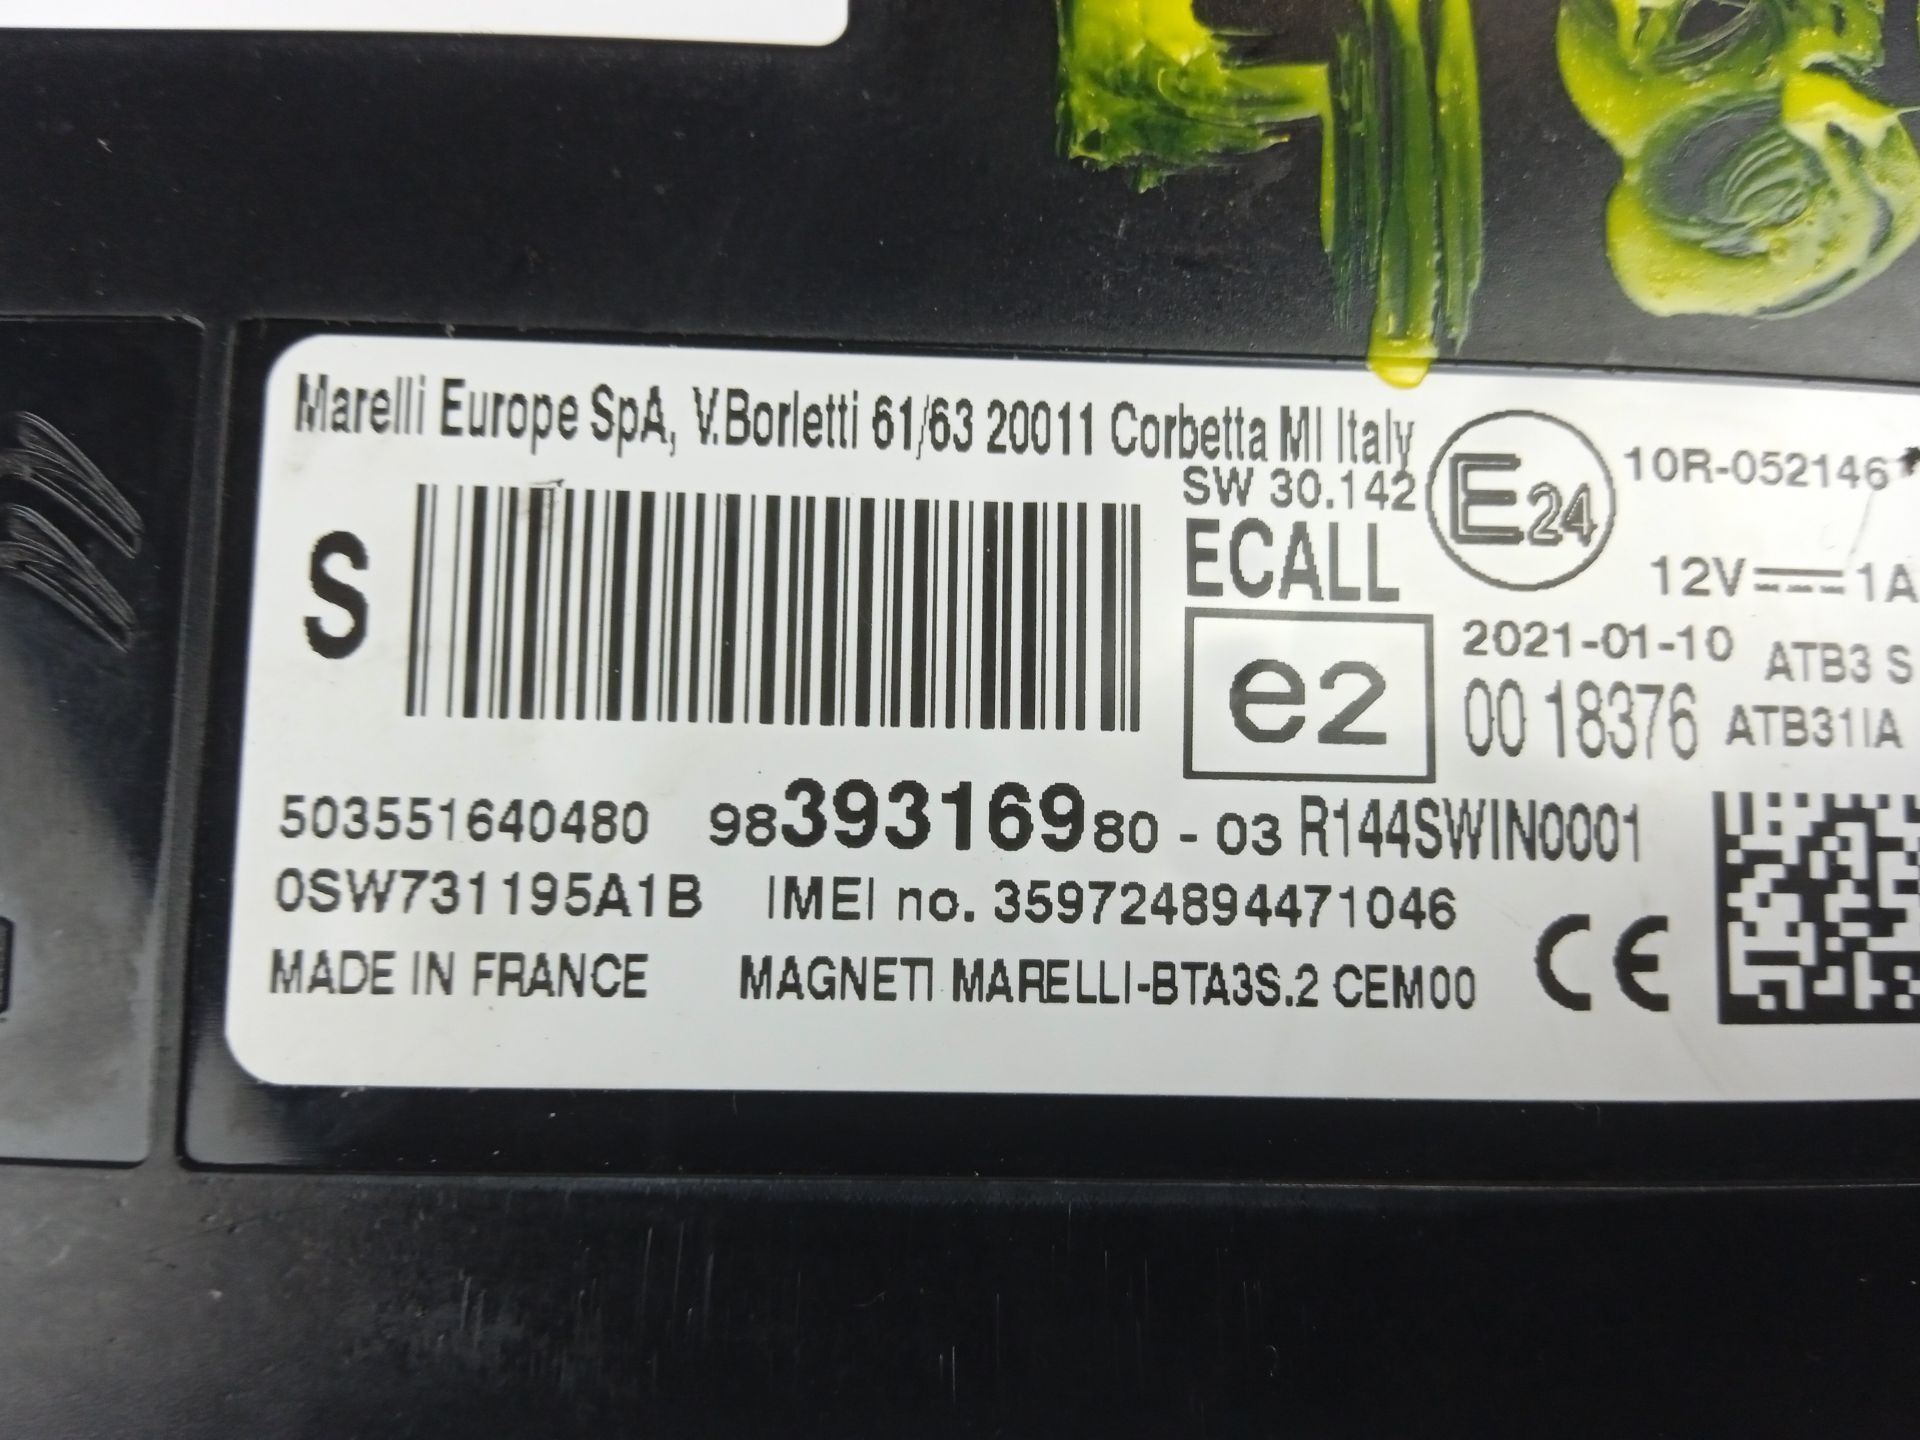 Marelli Europe SpA, V.Borletti 61/63 20011 Corbetta MI Italy
SW 30.142
E24
10R-052146
S
ECALL
12V 1A
e2
2021-01-10
ATB3 S
00 18376
ATB31IA
503551640480
9839316980 - 03
R144SWIN0001
0SW731195A1B
IMEI no. 359724894471046
CE
MADE IN FRANCE
MAGNETI MARELLI-BTA3S.2 CEM00